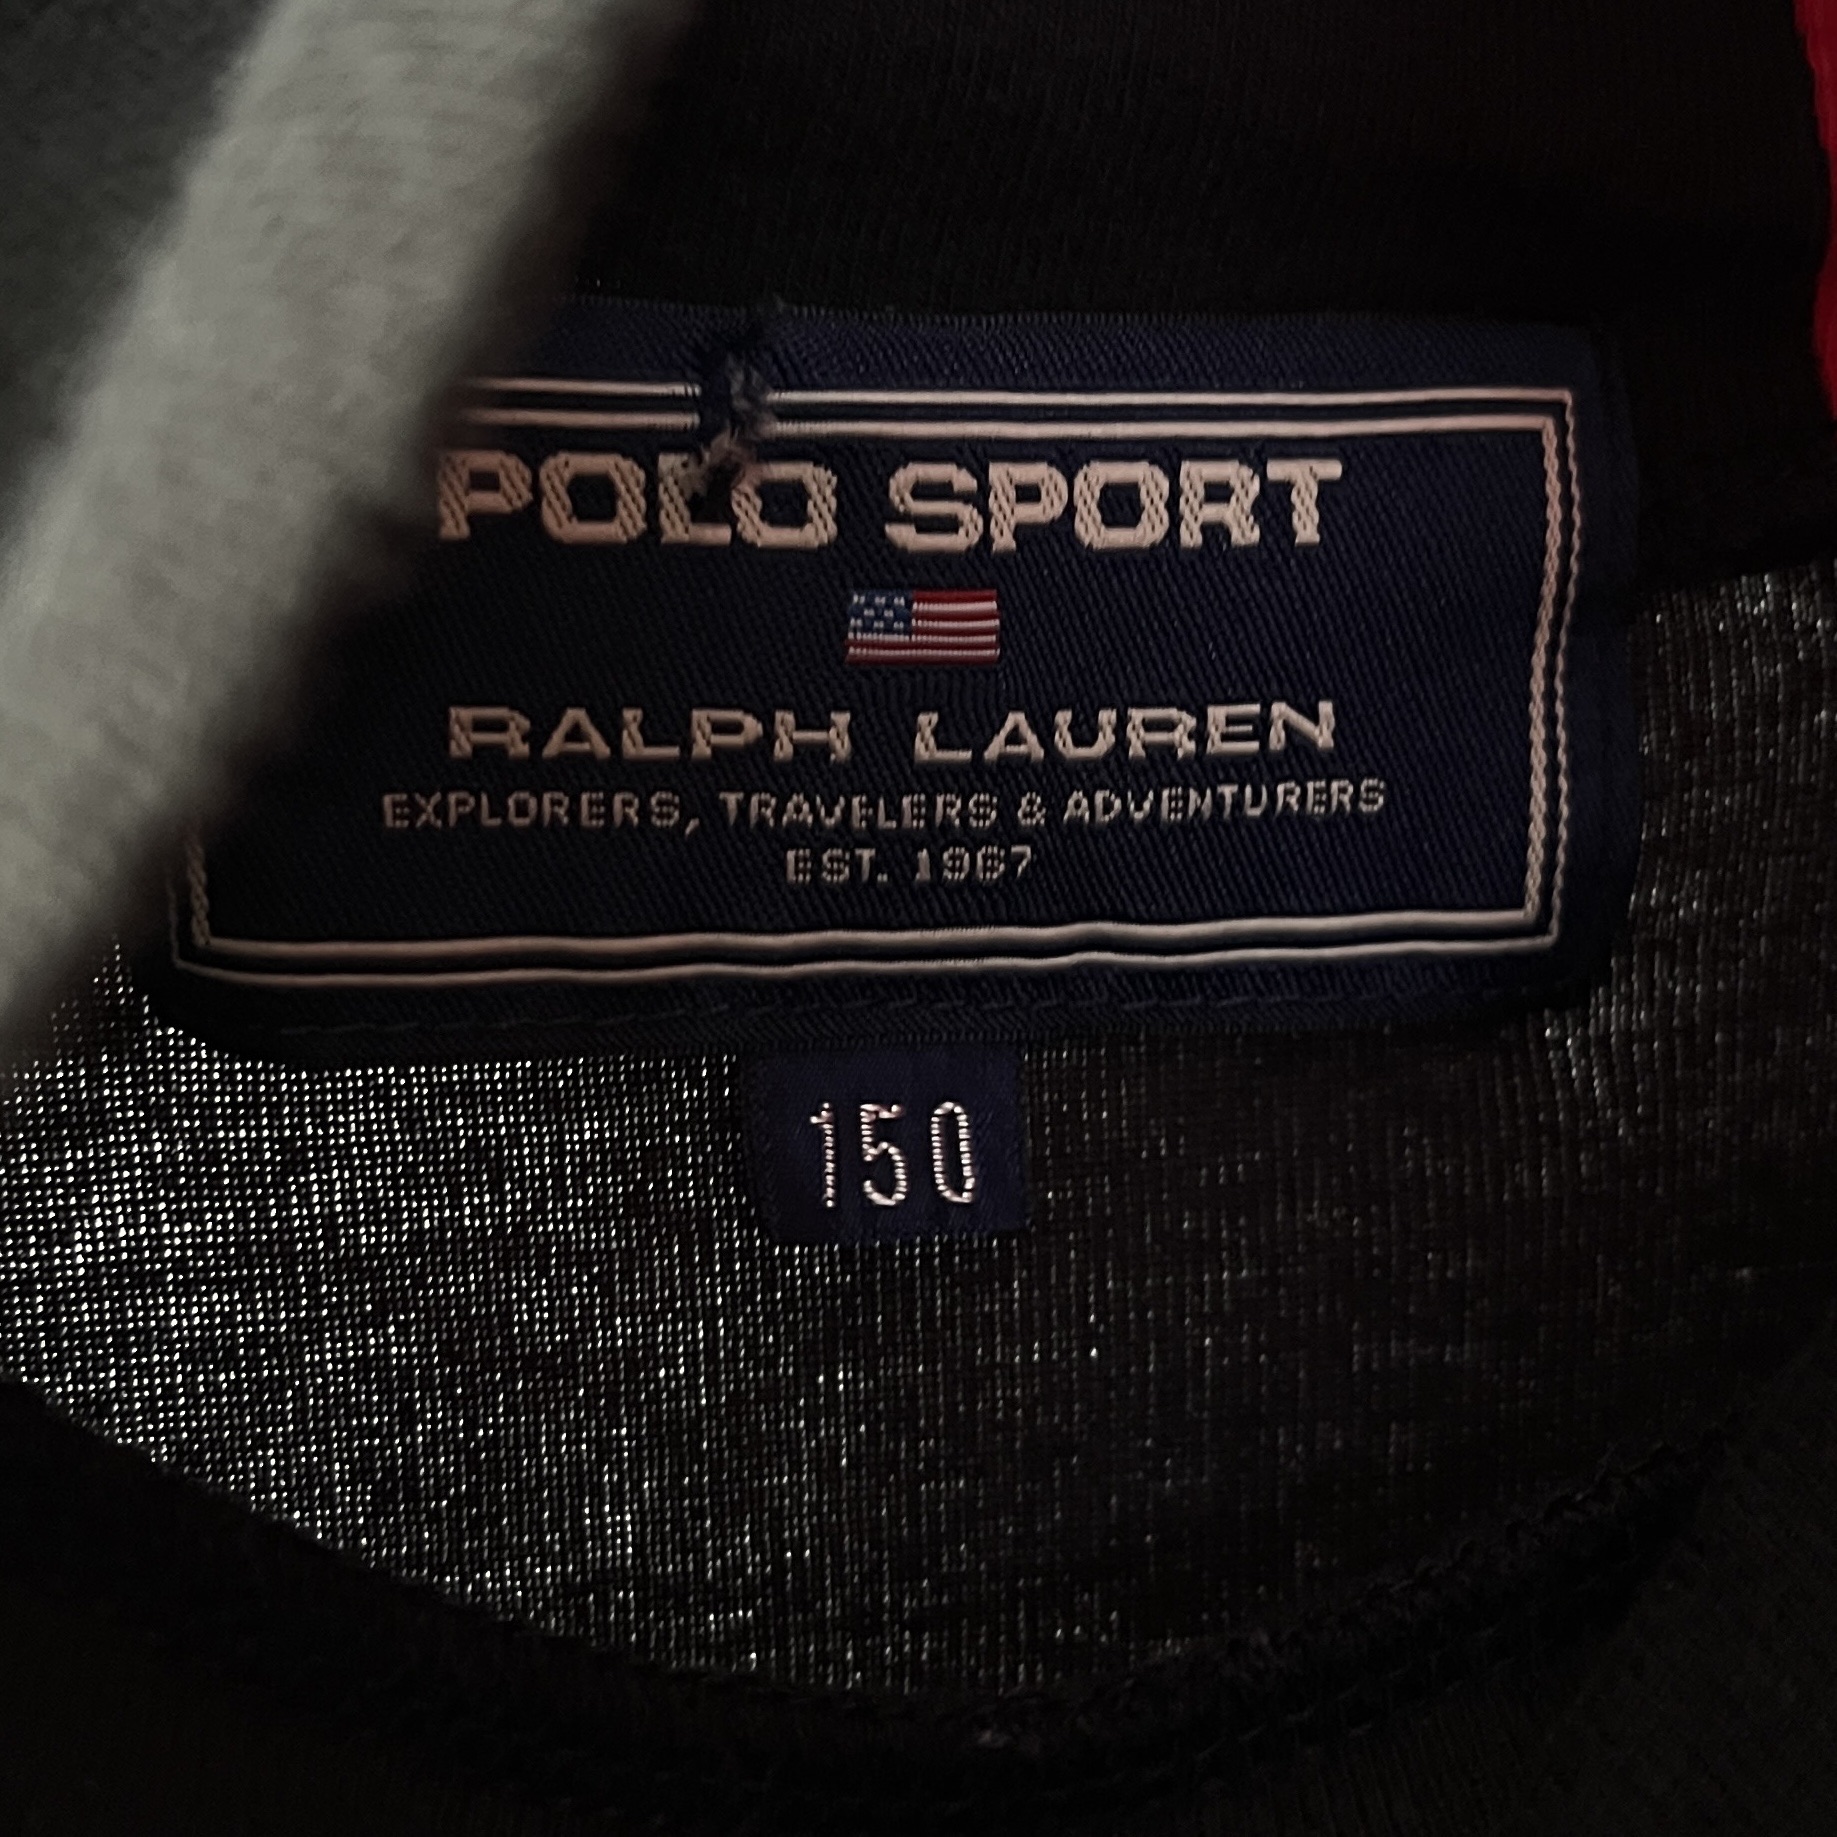 POLO SPORT
RALPH LAUREN
EXPLORERS, TRAVELERS & ADVENTURERS
EST. 1967
150